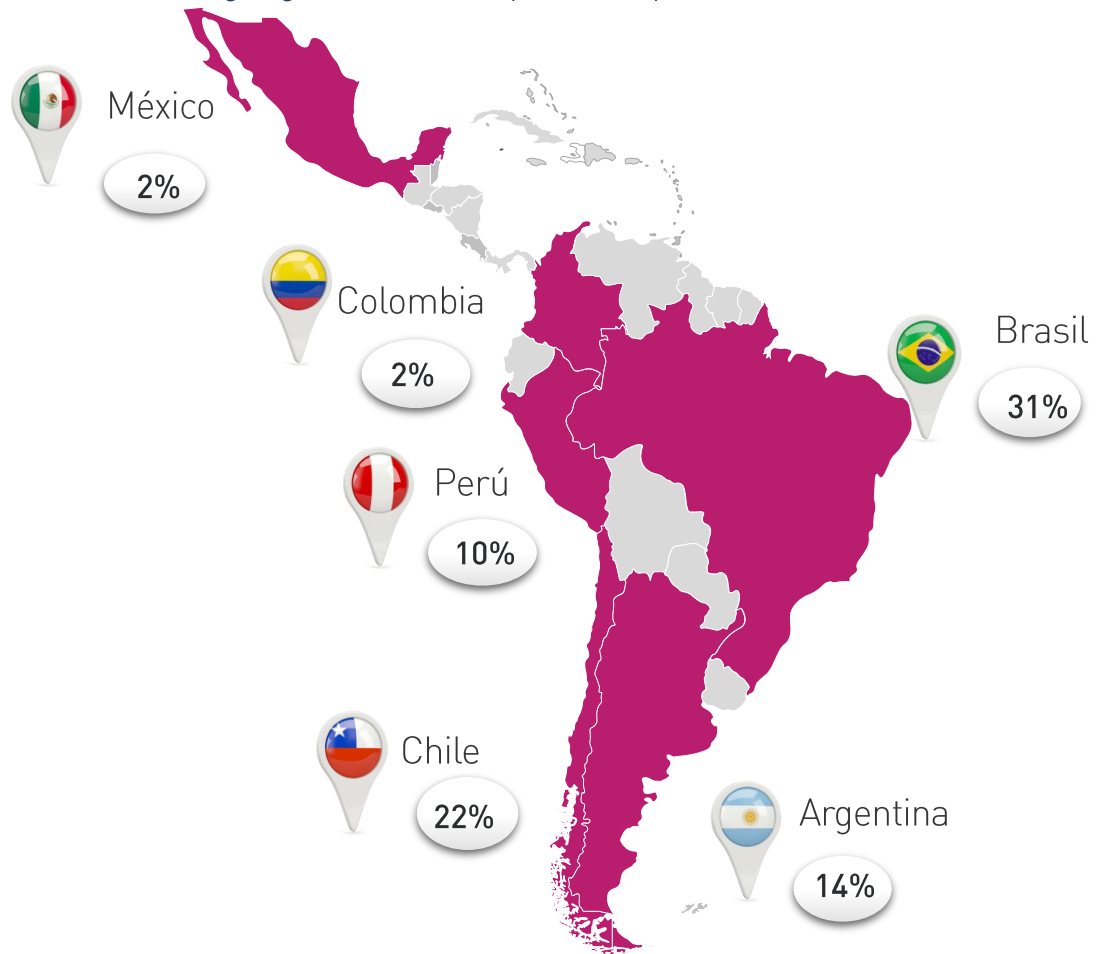 México
2%
Colombia
2%
Brasil
31%
Perú
10%
Chile
22%
Argentina
14%